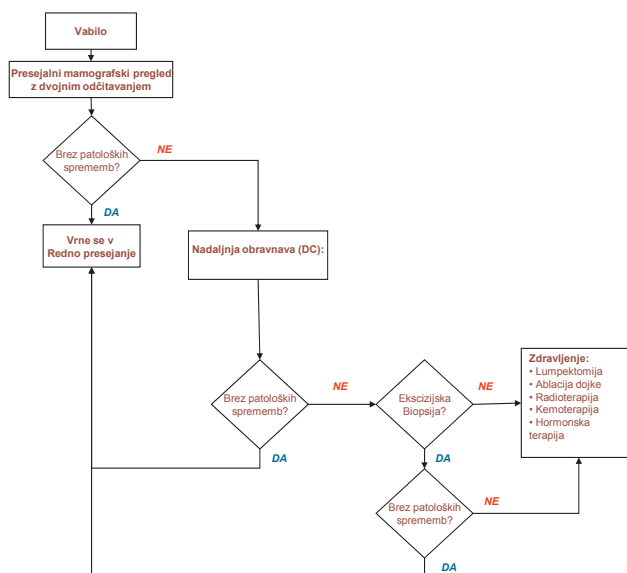 Vabilo
Presejalni mamografski pregled
z dvojnim odčitavanjem
Brez patoloških
sprememb?
NE
DA
Vrne se v
Redno presejanje
Nadaljnja obravnava (DC):
Brez patoloških
sprememb?
NE
DA
Ekscizijska
Biopsija?
NE
DA
Zdravljenje:
• Lumpektomija
• Ablacija dojke
• Radioterapija
• Kemoterapija
• Hormonska
terapija
Brez patoloških
sprememb?
NE
DA